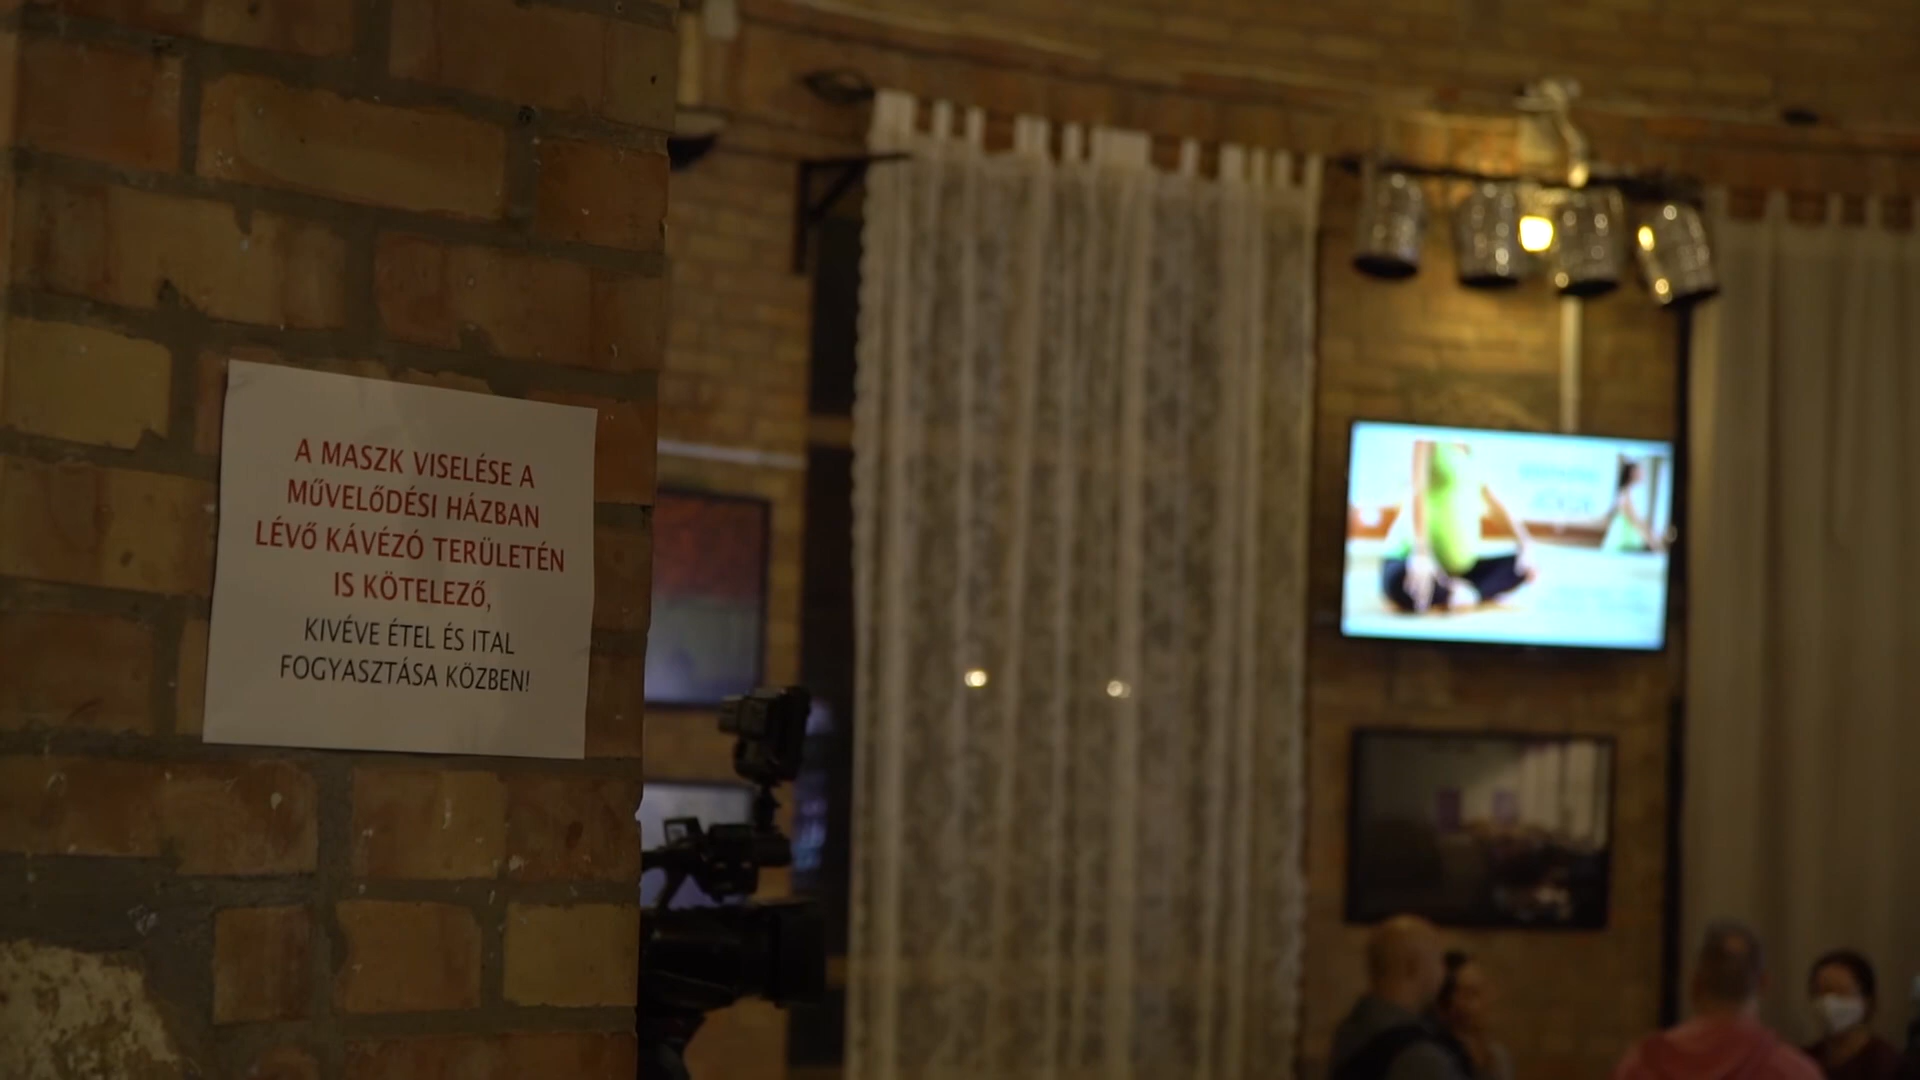 A MASZK VISELÉSE A
MŰVELŐDÉSI HÁZBAN
LÉVŐ KÁVÉZÓ TERÜLETÉN
IS KÖTELEZŐ,
KIVÉVE ÉTEL ÉS ITAL
FOGYASZTÁSA KÖZBEN!